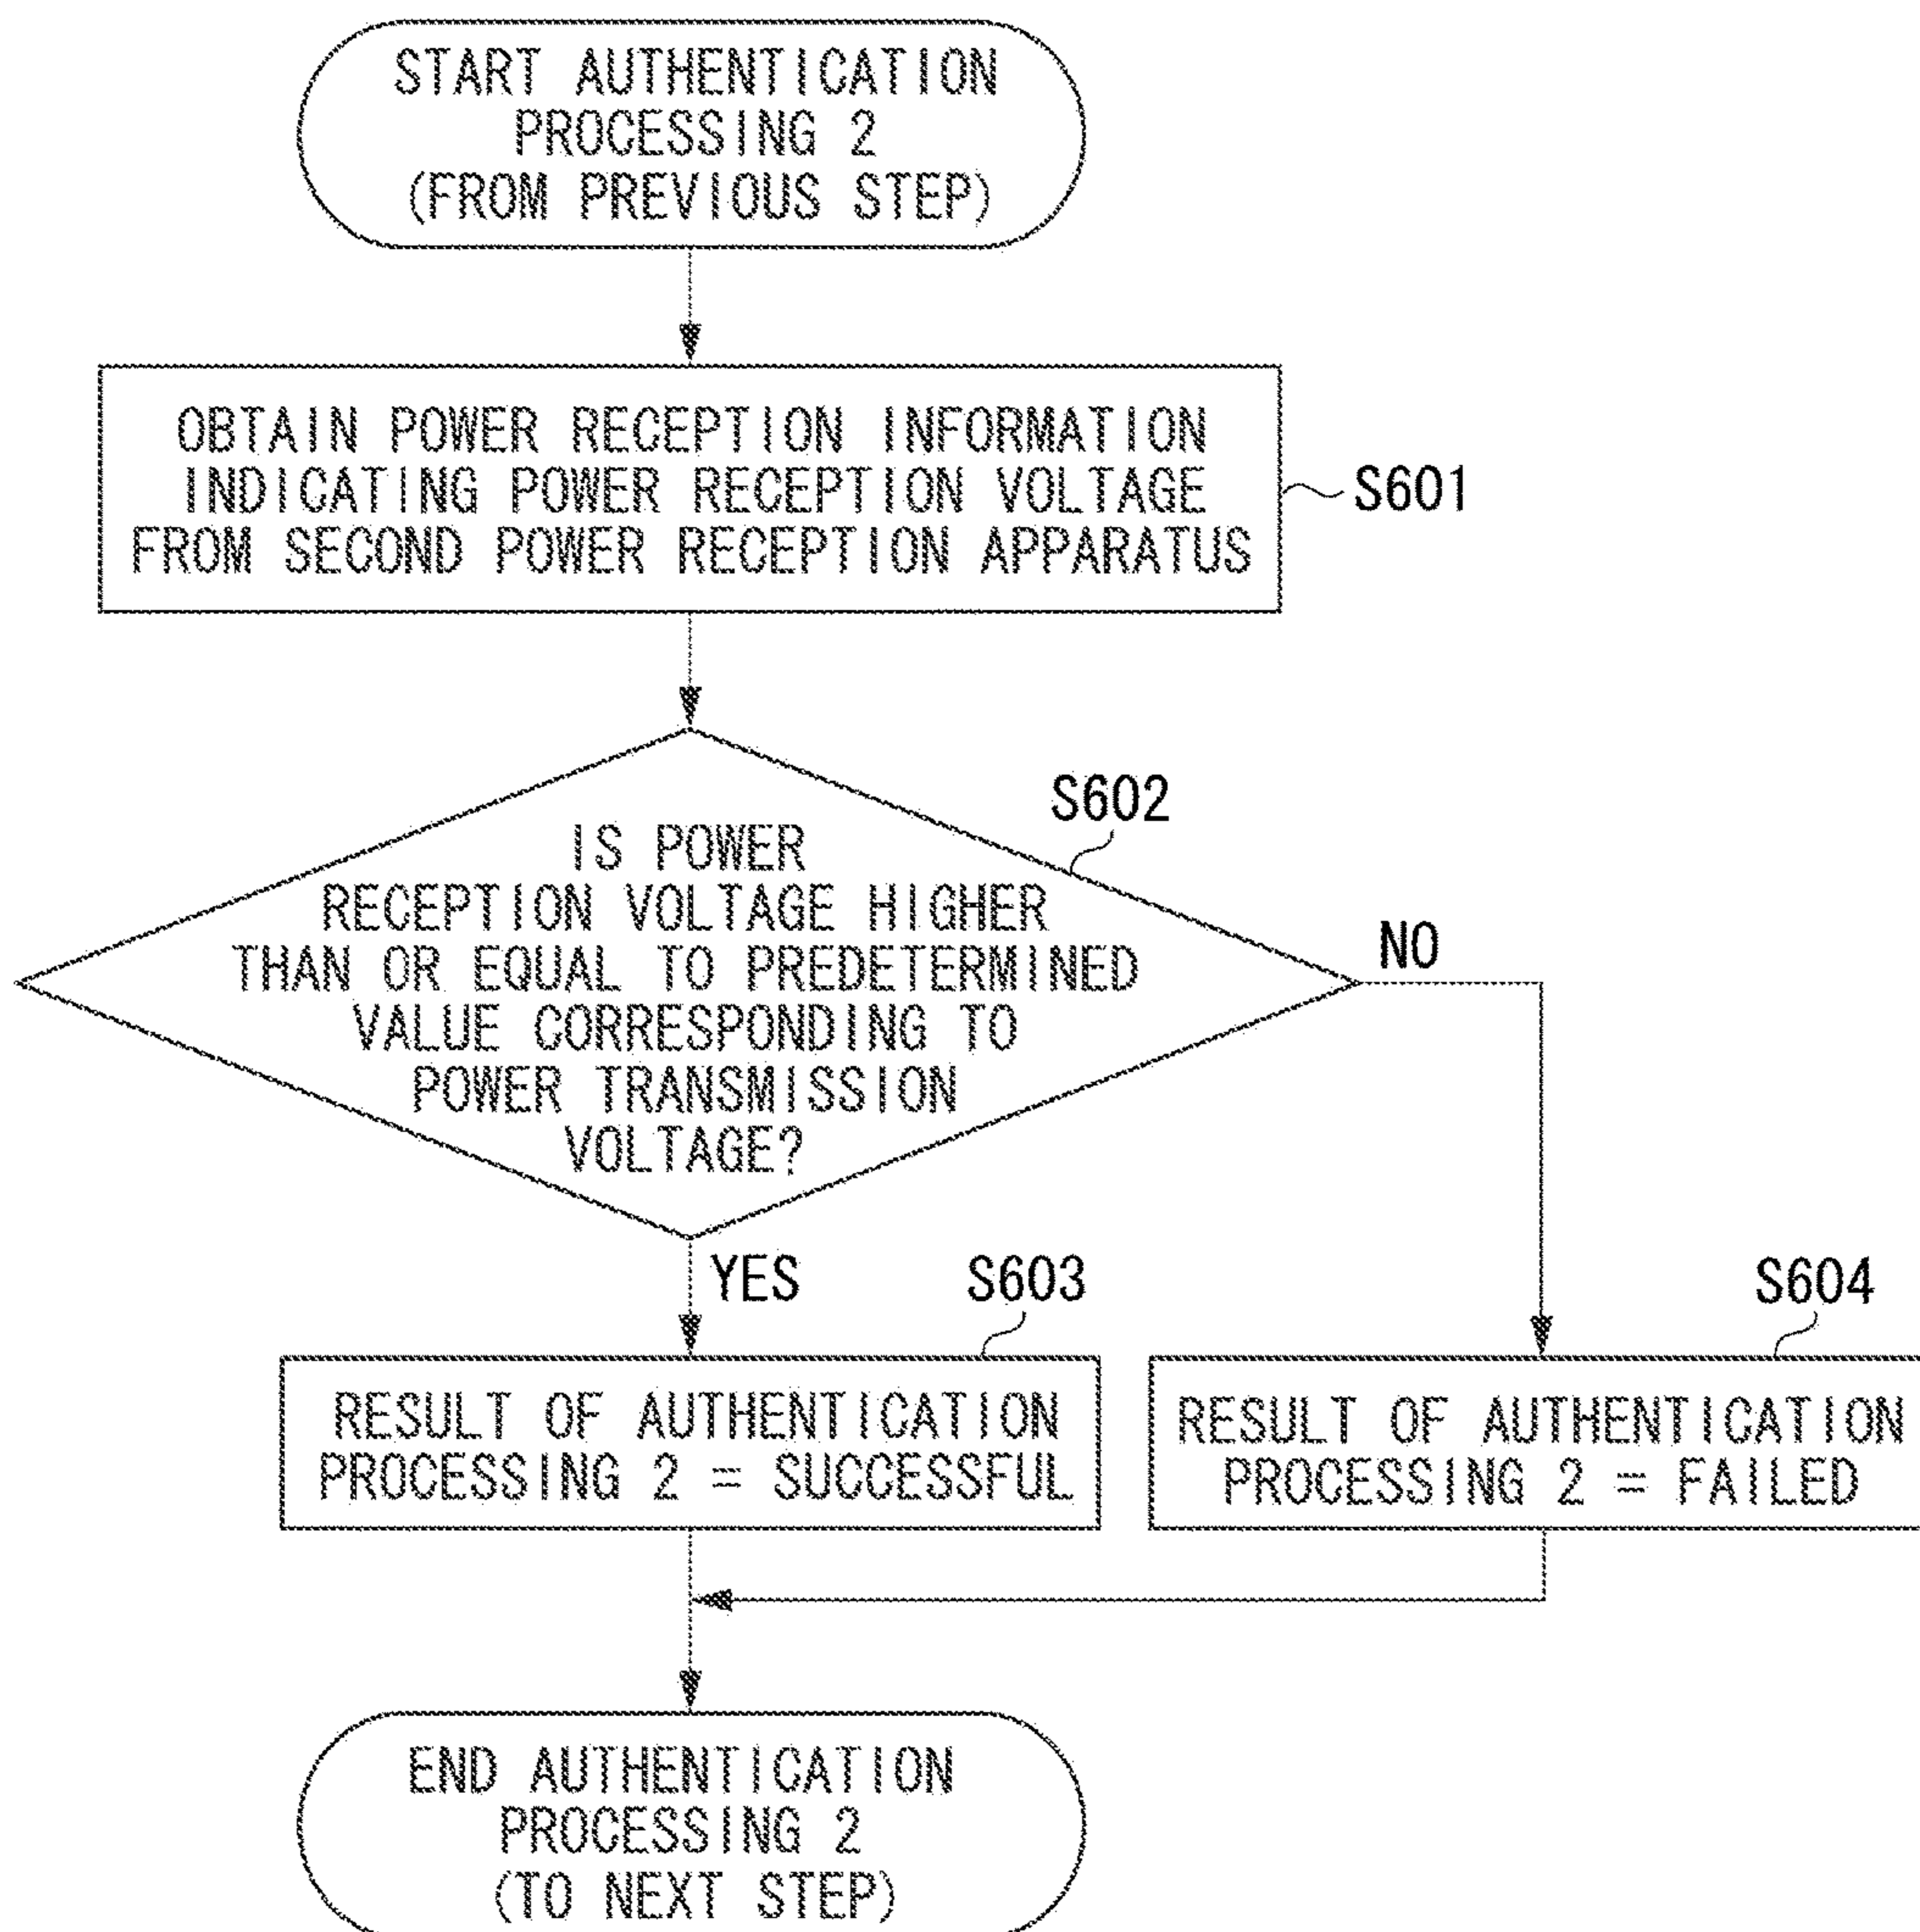 START AUTHENTICATION
PROCESSING 2
(FROM PREVIOUS STEP)
OBTAIN POWER RECEPTION INFORMATION
INDICATING POWER RECEPTION VOLTAGE
FROM SECOND POWER RECEPTION APPARATUS
S601
S602
IS POWER
RECEPTION VOLTAGE HIGHER
THAN OR EQUAL TO PREDETERMINED
VALUE CORRESPONDING TO
POWER TRANSMISSION
VOLTAGE?
NO
YES
S603
S604
RESULT OF AUTHENTICATION
PROCESSING 2 = SUCCESSFUL
RESULT OF AUTHENTICATION
PROCESSING 2 = FAILED
END AUTHENTICATION
PROCESSING 2
(TO NEXT STEP)